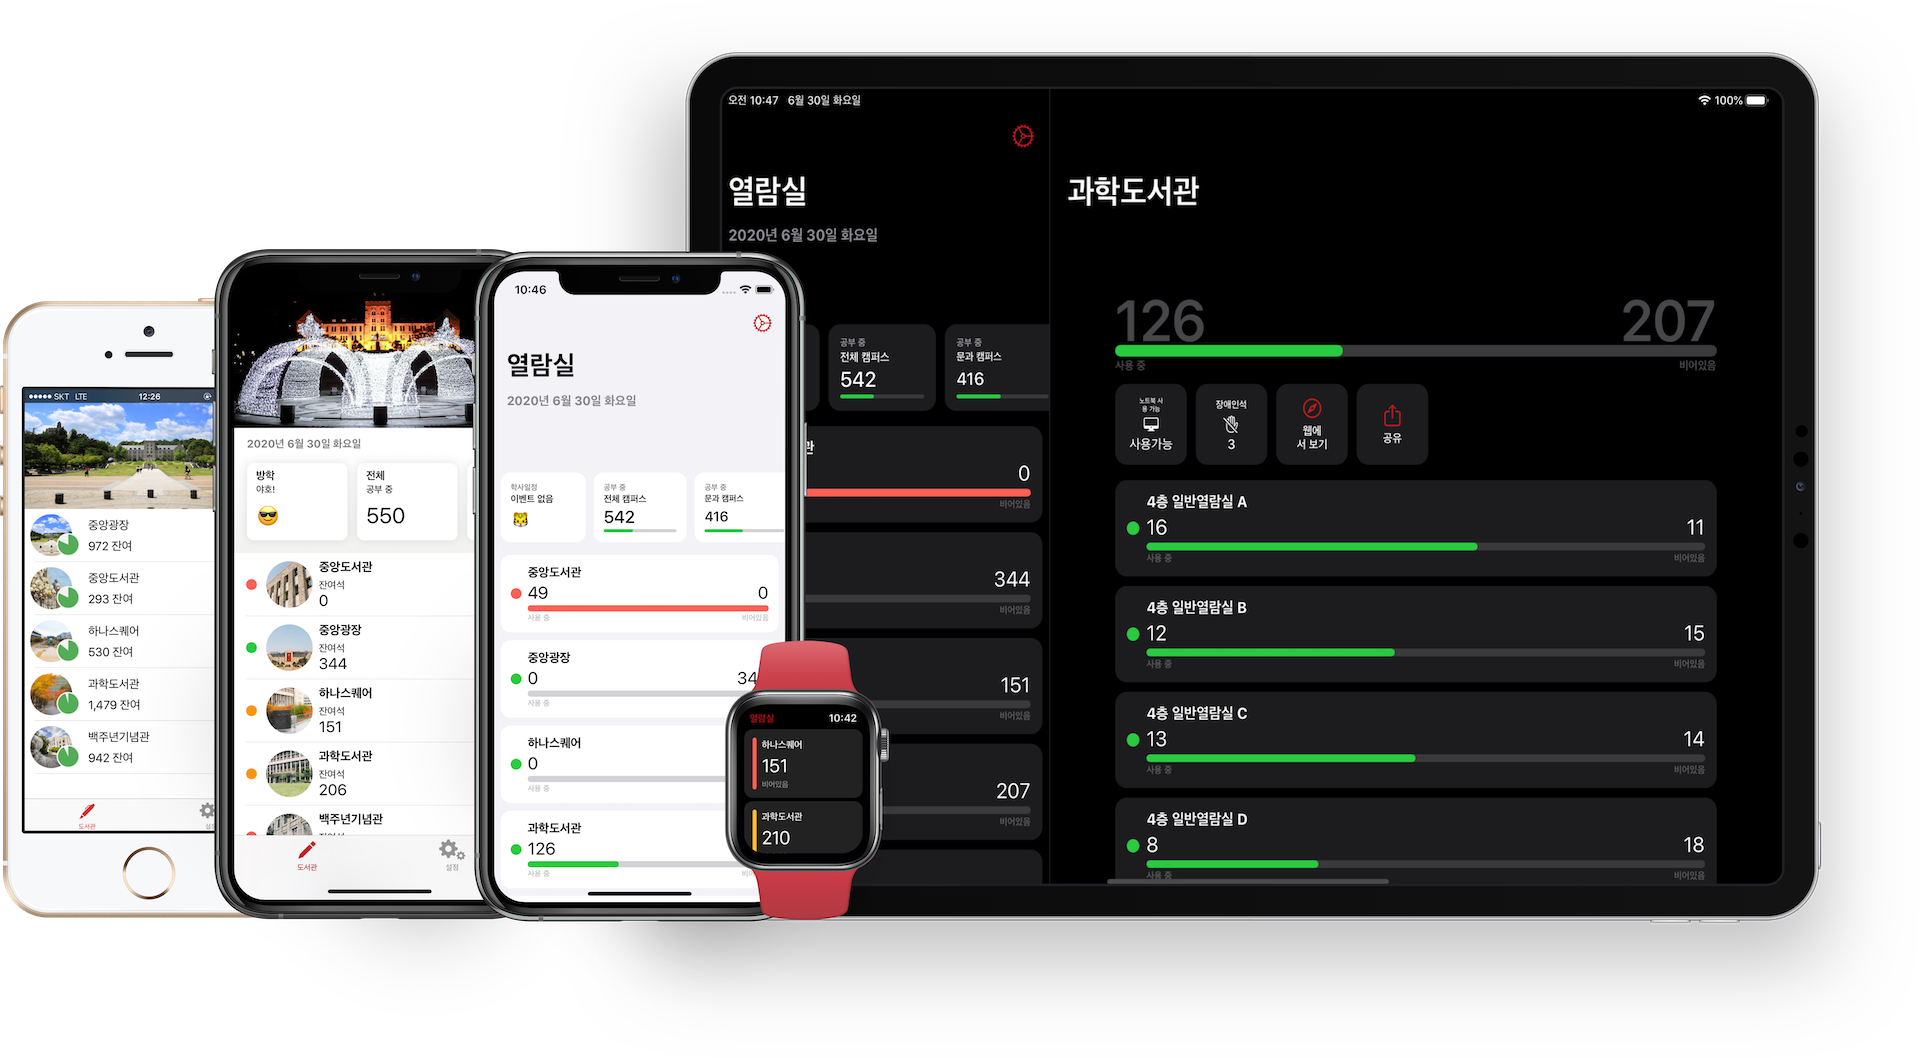 SKT LTE
12:26
중앙광장
972 잔여
중앙도서관
293 잔여
하나스퀘어
530 잔여
과학도서관
1,479 잔여
백주년기념관
942 잔여
도서관
2020년 6월 30일 화요일
방학
야호!
전체
공부 중
550
중앙도서관
잔여석
0
중앙광장
잔여석
344
하나스퀘어
잔여석
151
과학도서관
잔여석
206
백주년기념관
잔여석
도서관
설정
10:46
열람실
2020년 6월 30일 화요일
학사일정
이벤트 없음
공부 중
전체 캠퍼스
542
공부 중
문과 캠퍼스
416
중앙도서관
49
0
사용 중
비어있음
중앙광장
0
34
사용 중
하나스퀘어
0
사용 중
과학도서관
126
사용 중
열람실
10:42
하나스퀘어
151
비어있음
과학도서관
210
오전 10:47 6월 30일 화요일
100%
열람실
2020년 6월 30일 화요일
공부 중
전체 캠퍼스
542
공부 중
문과 캠퍼스
416
관
0
비어있음
344
비어있음
151
비어있음
207
비어있음
과학도서관
126
207
사용 중
비어있음
노트북 사
용 가능
사용가능
장애인석
3
웹에
서 보기
공유
4층 일반열람실 A
16
11
사용 중
비어있음
4층 일반열람실 B
12
15
사용 중
비어있음
4층 일반열람실 C
13
14
사용 중
비어있음
4층 일반열람실 D
8
18
사용 중
비어있음